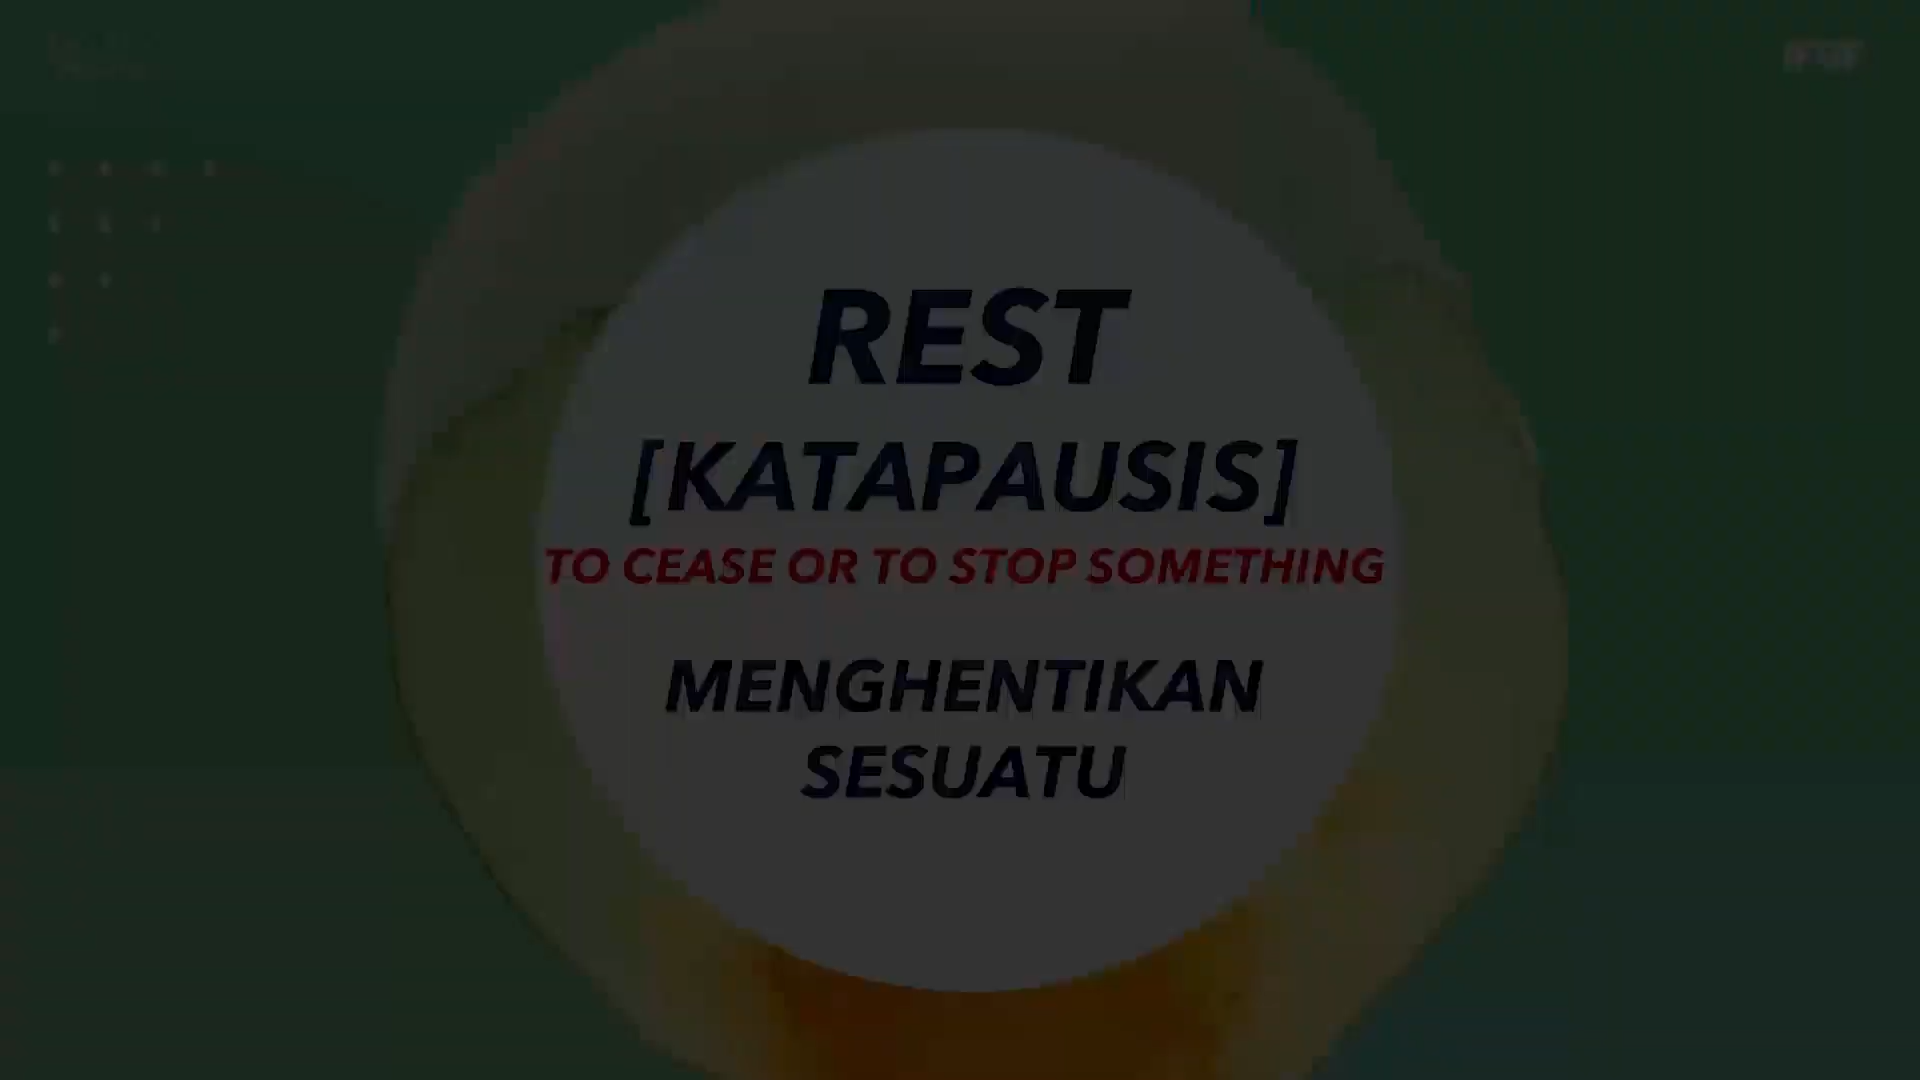 REST
[KATAPAUSIS]
TO CEASE OR TO STOP SOMETHING
MENGHENTIKAN
SESUATU